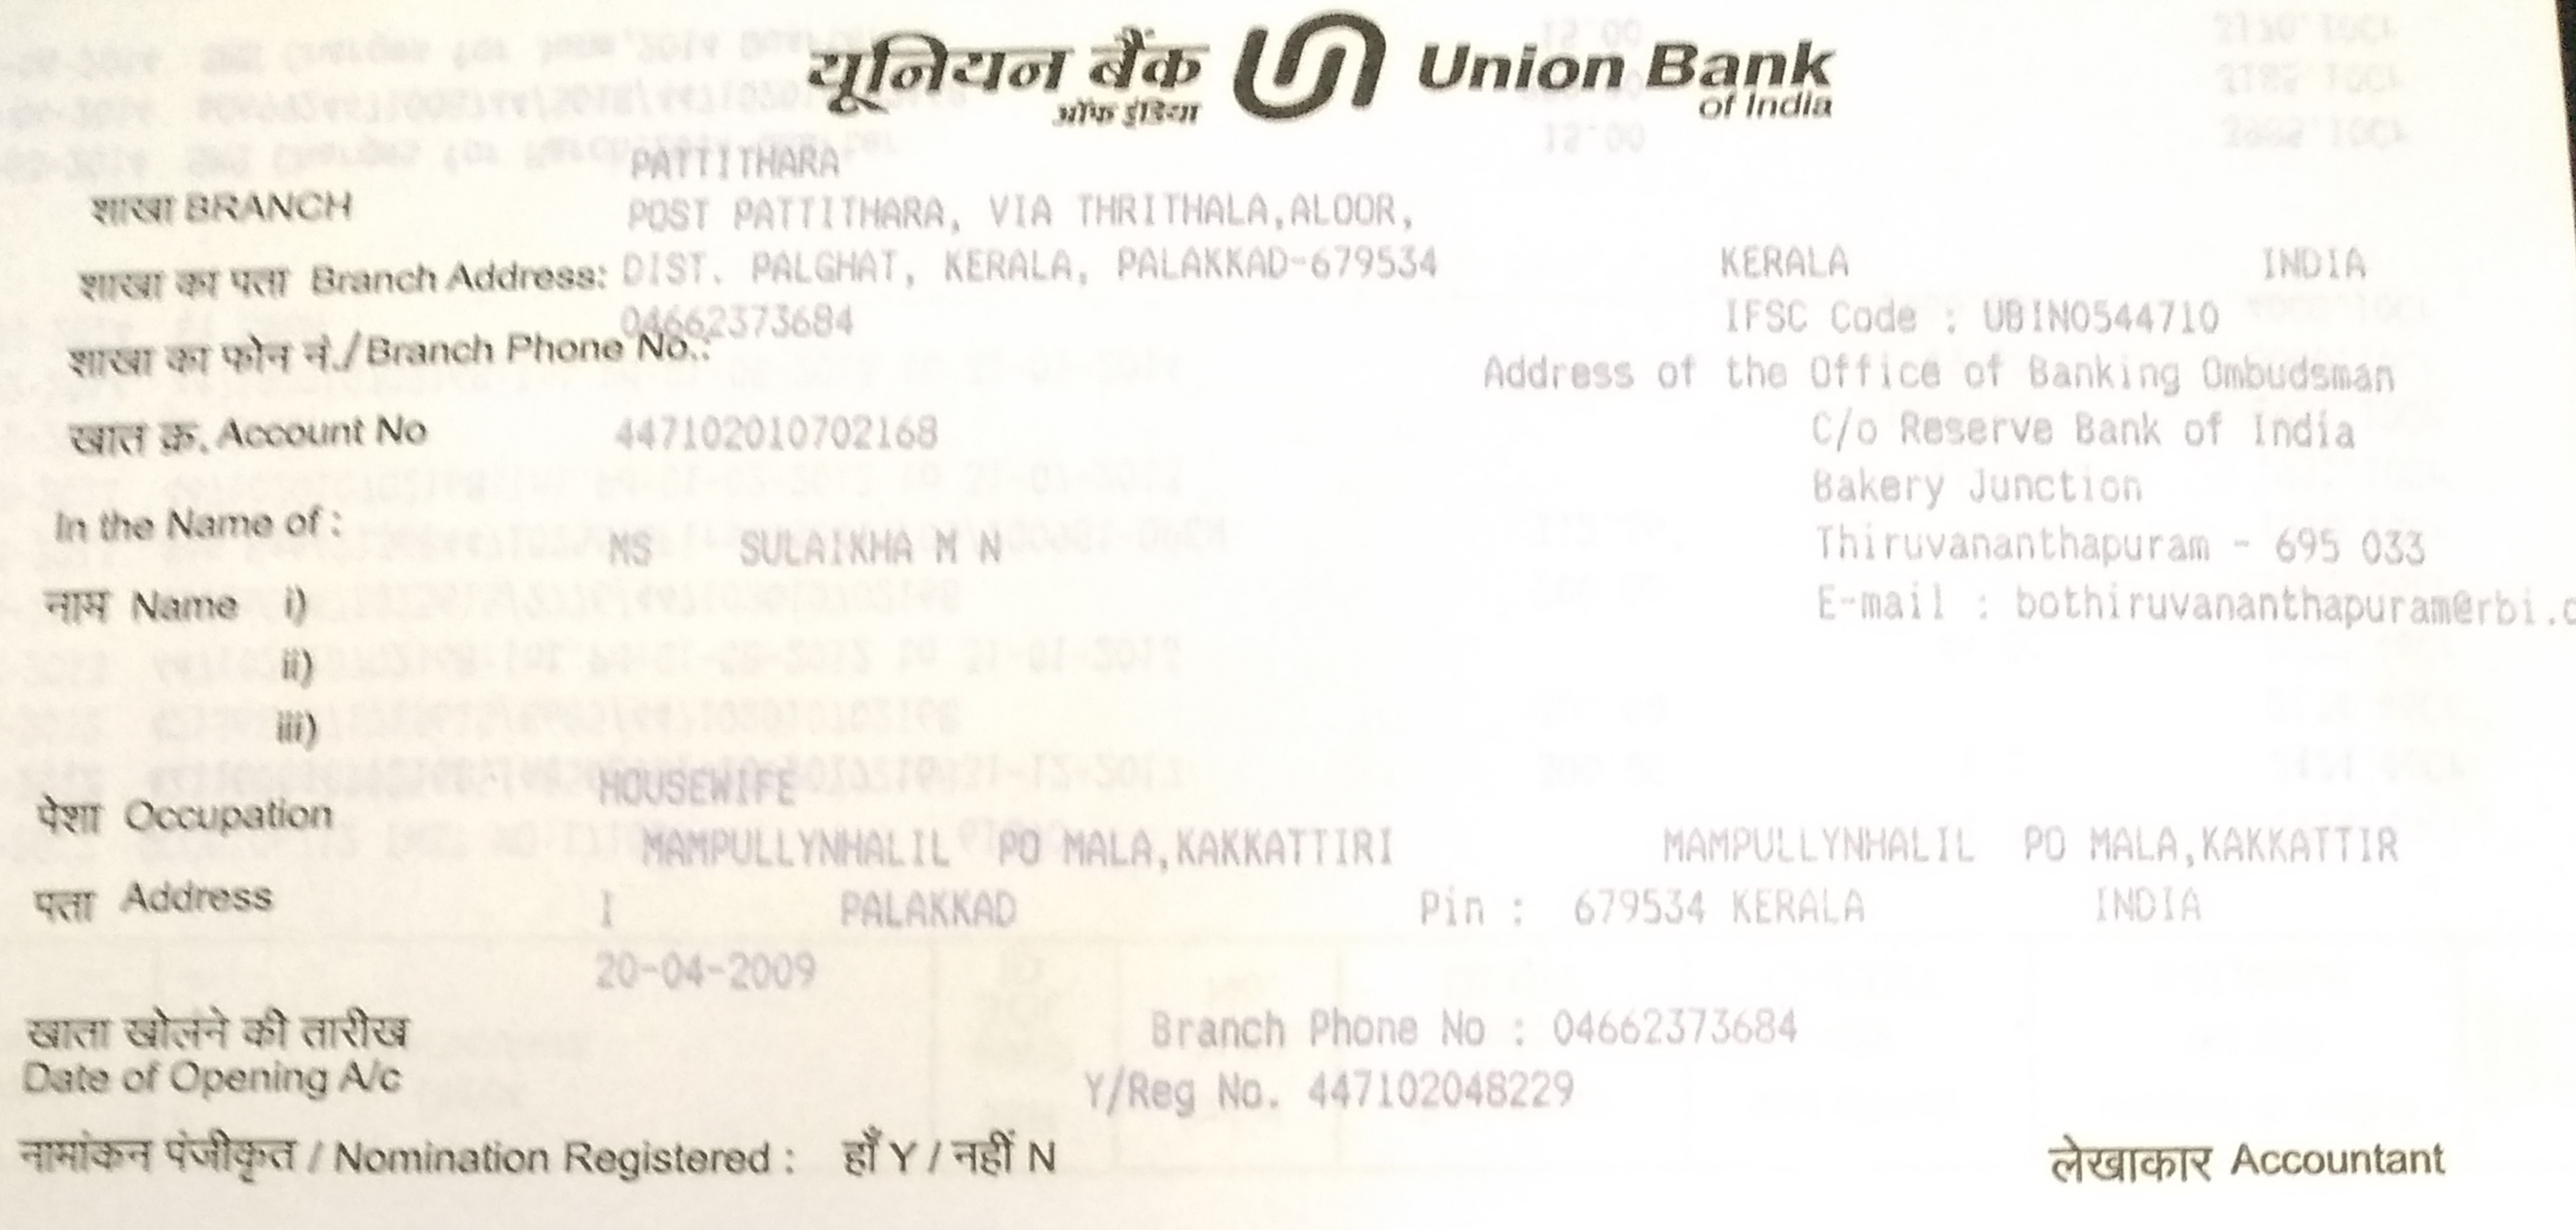 यूनियन बैंक Union Bank
ऑफ इंडिया of India
PATTITHARA
शाखा BRANCH
POST PATTITHARA, VIA THRITHALA,ALOOR,
शाखा का पता Branch Address: DIST. PALGHAT, KERALA, PALAKKAD-679534 KERALA INDIA
04662373684 IFSC Code : UBIN0544710
शाखा का फोन नं./Branch Phone No.:
Address of the Office of Banking Ombudsman
खात क्र. Account No 447102010702168 C/o Reserve Bank of India
Bakery Junction
In the Name of : MS SULAIKHA M N Thiruvananthapuram - 695 033
नाम Name i) E-mail : bothiruvananthapuram@rbi.o
ii)
iii)
HOUSEWIFE
पेशा Occupation
MAMPULLYNHALIL PO MALA,KAKKATTIRI MAMPULLYNHALIL PO MALA,KAKKATTIR
पता Address I PALAKKAD Pin : 679534 KERALA INDIA
20-04-2009
खाता खोलने की तारीख Branch Phone No : 04662373684
Date of Opening A/c Y/Reg No. 447102048229
नामांकन पंजीकृत / Nomination Registered : हाँ Y / नहीं N लेखाकार Accountant